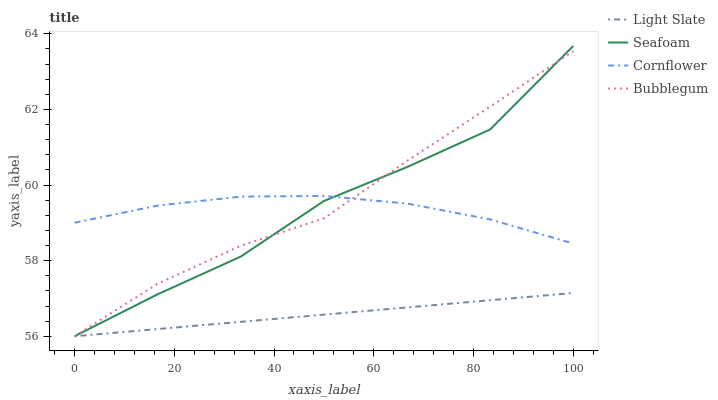 title
Light Slate
Seafoam
Cornflower
Bubblegum
yaxis_label
64
62
60
58
56
0 20 40 60 80 100
xaxis_label